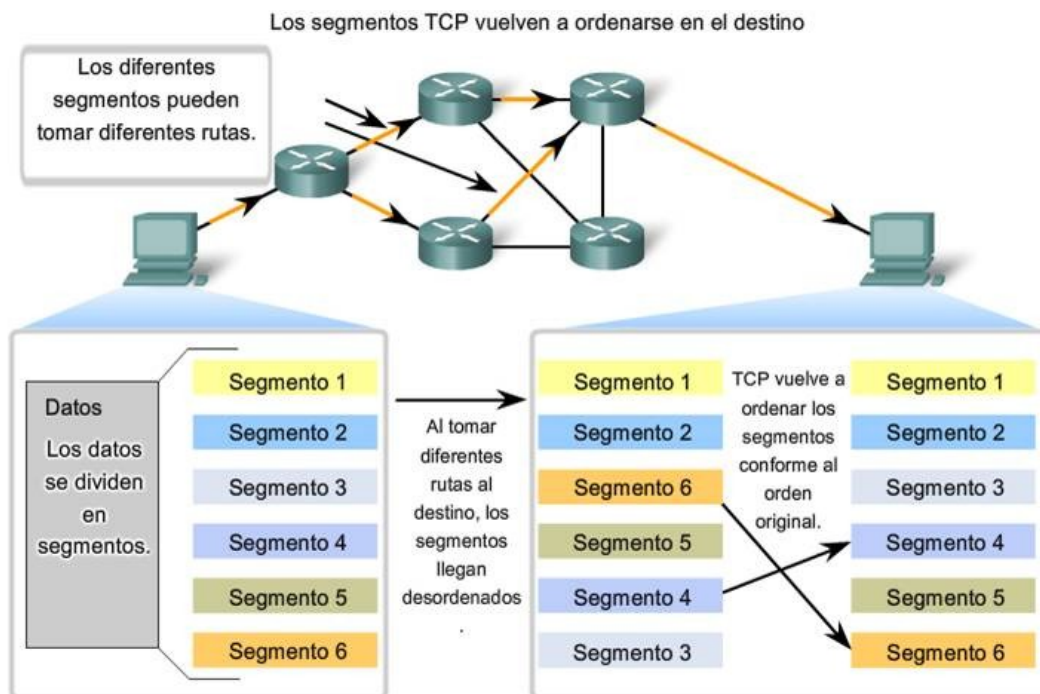 Los segmentos TCP vuelven a ordenarse en el destino
Los diferentes
segmentos pueden
tomar diferentes rutas.
Datos
Los datos
se dividen
en
segmentos.
Segmento 1
Segmento 2
Segmento 3
Segmento 4
Segmento 5
Segmento 6
Al tomar
diferentes
rutas al
destino, los
segmentos
llegan
desordenados
.
Segmento 1
Segmento 2
Segmento 6
Segmento 5
Segmento 4
Segmento 3
TCP vuelve a
ordenar los
segmentos
conforme al
orden
original.
Segmento 1
Segmento 2
Segmento 3
Segmento 4
Segmento 5
Segmento 6